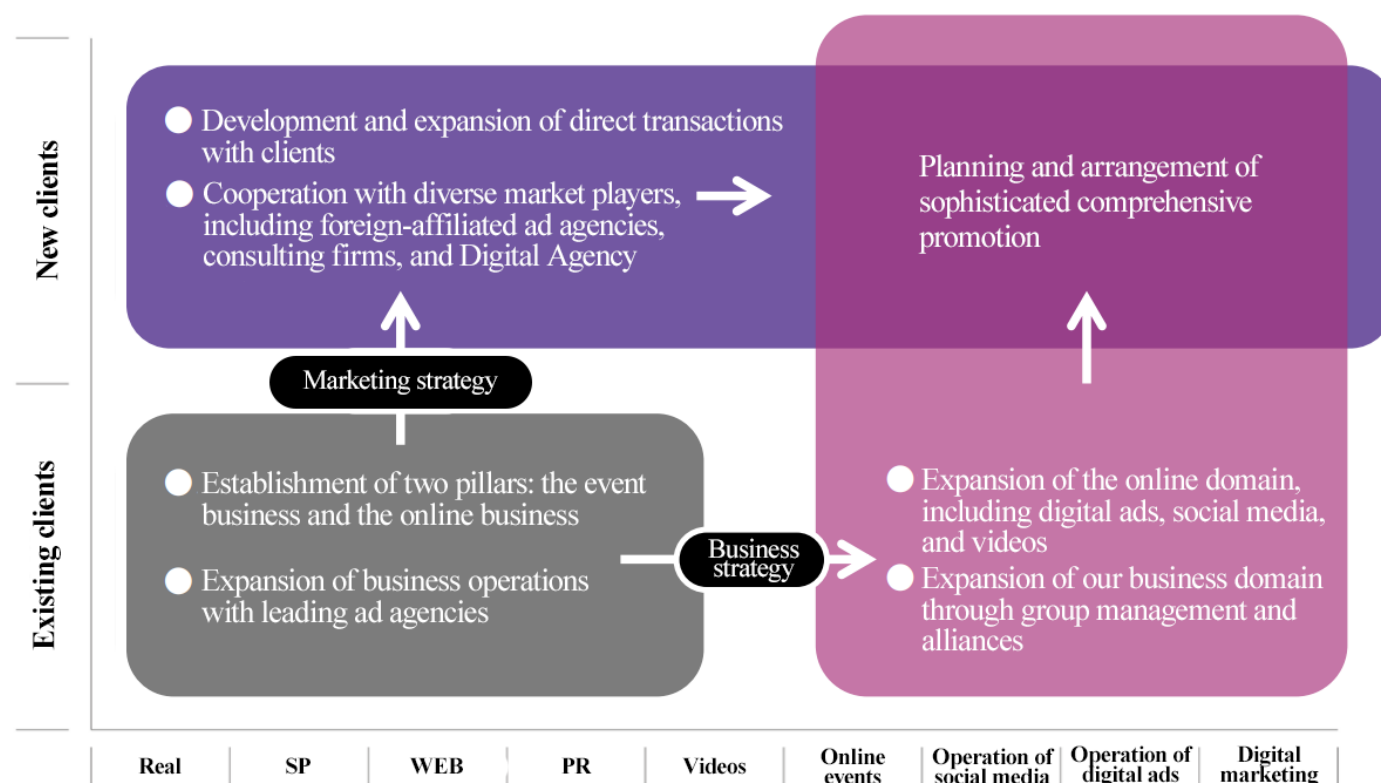 New clients
Development and expansion of direct transactions
with clients
Cooperation with diverse market players,
including foreign-affiliated ad agencies,
consulting firms, and Digital Agency
Planning and arrangement of
sophisticated comprehensive
promotion
Marketing strategy
Existing clients
Establishment of two pillars: the event
business and the online business
Expansion of business operations
with leading ad agencies
Business
strategy
Expansion of the online domain,
including digital ads, social media,
and videos
Expansion of our business domain
through group management and
alliances
Real
SP
WEB
PR
Videos
Online
events
Operation of
social media
Operation of
digital ads
Digital
marketing